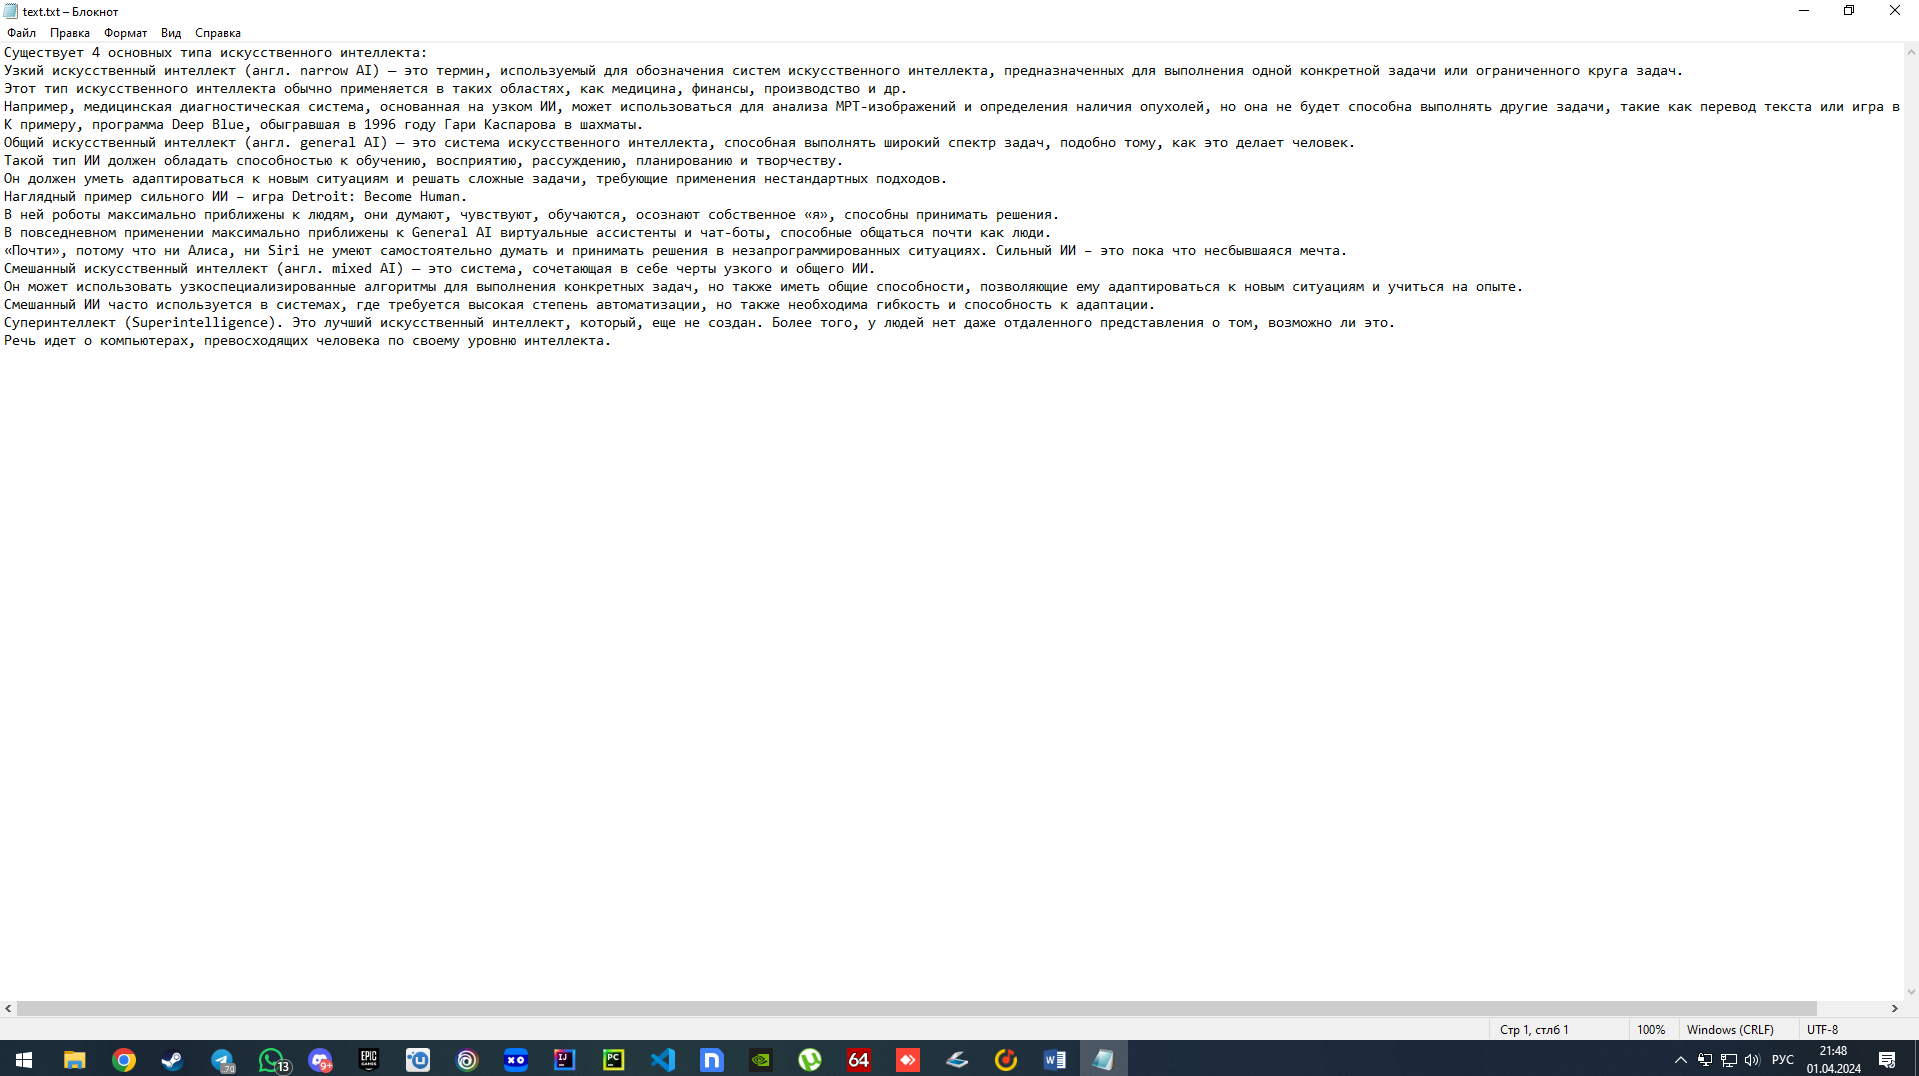 text.txt – Блокнот
Файл Правка Формат Вид Справка
Существует 4 основных типа искусственного интеллекта:
Узкий искусственный интеллект (англ. narrow AI) — это термин, используемый для обозначения систем искусственного интеллекта, предназначенных для выполнения одной конкретной задачи или ограниченного круга задач.
Этот тип искусственного интеллекта обычно применяется в таких областях, как медицина, финансы, производство и др.
Например, медицинская диагностическая система, основанная на узком ИИ, может использоваться для анализа МРТ-изображений и определения наличия опухолей, но она не будет способна выполнять другие задачи, такие как перевод текста или игра в
К примеру, программа Deep Blue, обыгравшая в 1996 году Гари Каспарова в шахматы.
Общий искусственный интеллект (англ. general AI) — это система искусственного интеллекта, способная выполнять широкий спектр задач, подобно тому, как это делает человек.
Такой тип ИИ должен обладать способностью к обучению, восприятию, рассуждению, планированию и творчеству.
Он должен уметь адаптироваться к новым ситуациям и решать сложные задачи, требующие применения нестандартных подходов.
Наглядный пример сильного ИИ – игра Detroit: Become Human.
В ней роботы максимально приближены к людям, они думают, чувствуют, обучаются, осознают собственное «я», способны принимать решения.
В повседневном применении максимально приближены к General AI виртуальные ассистенты и чат-боты, способные общаться почти как люди.
«Почти», потому что ни Алиса, ни Siri не умеют самостоятельно думать и принимать решения в незапрограммированных ситуациях. Сильный ИИ – это пока что несбывшаяся мечта.
Смешанный искусственный интеллект (англ. mixed AI) — это система, сочетающая в себе черты узкого и общего ИИ.
Он может использовать узкоспециализированные алгоритмы для выполнения конкретных задач, но также иметь общие способности, позволяющие ему адаптироваться к новым ситуациям и учиться на опыте.
Смешанный ИИ часто используется в системах, где требуется высокая степень автоматизации, но также необходима гибкость и способность к адаптации.
Суперинтеллект (Superintelligence). Это лучший искусственный интеллект, который, еще не создан. Более того, у людей нет даже отдаленного представления о том, возможно ли это.
Речь идет о компьютерах, превосходящих человека по своему уровню интеллекта.
Стр 1, стлб 1 100% Windows (CRLF) UTF-8
70 13 9+ EPIC GAMES XO IJ PC 64 РУС 21:48
01.04.2024